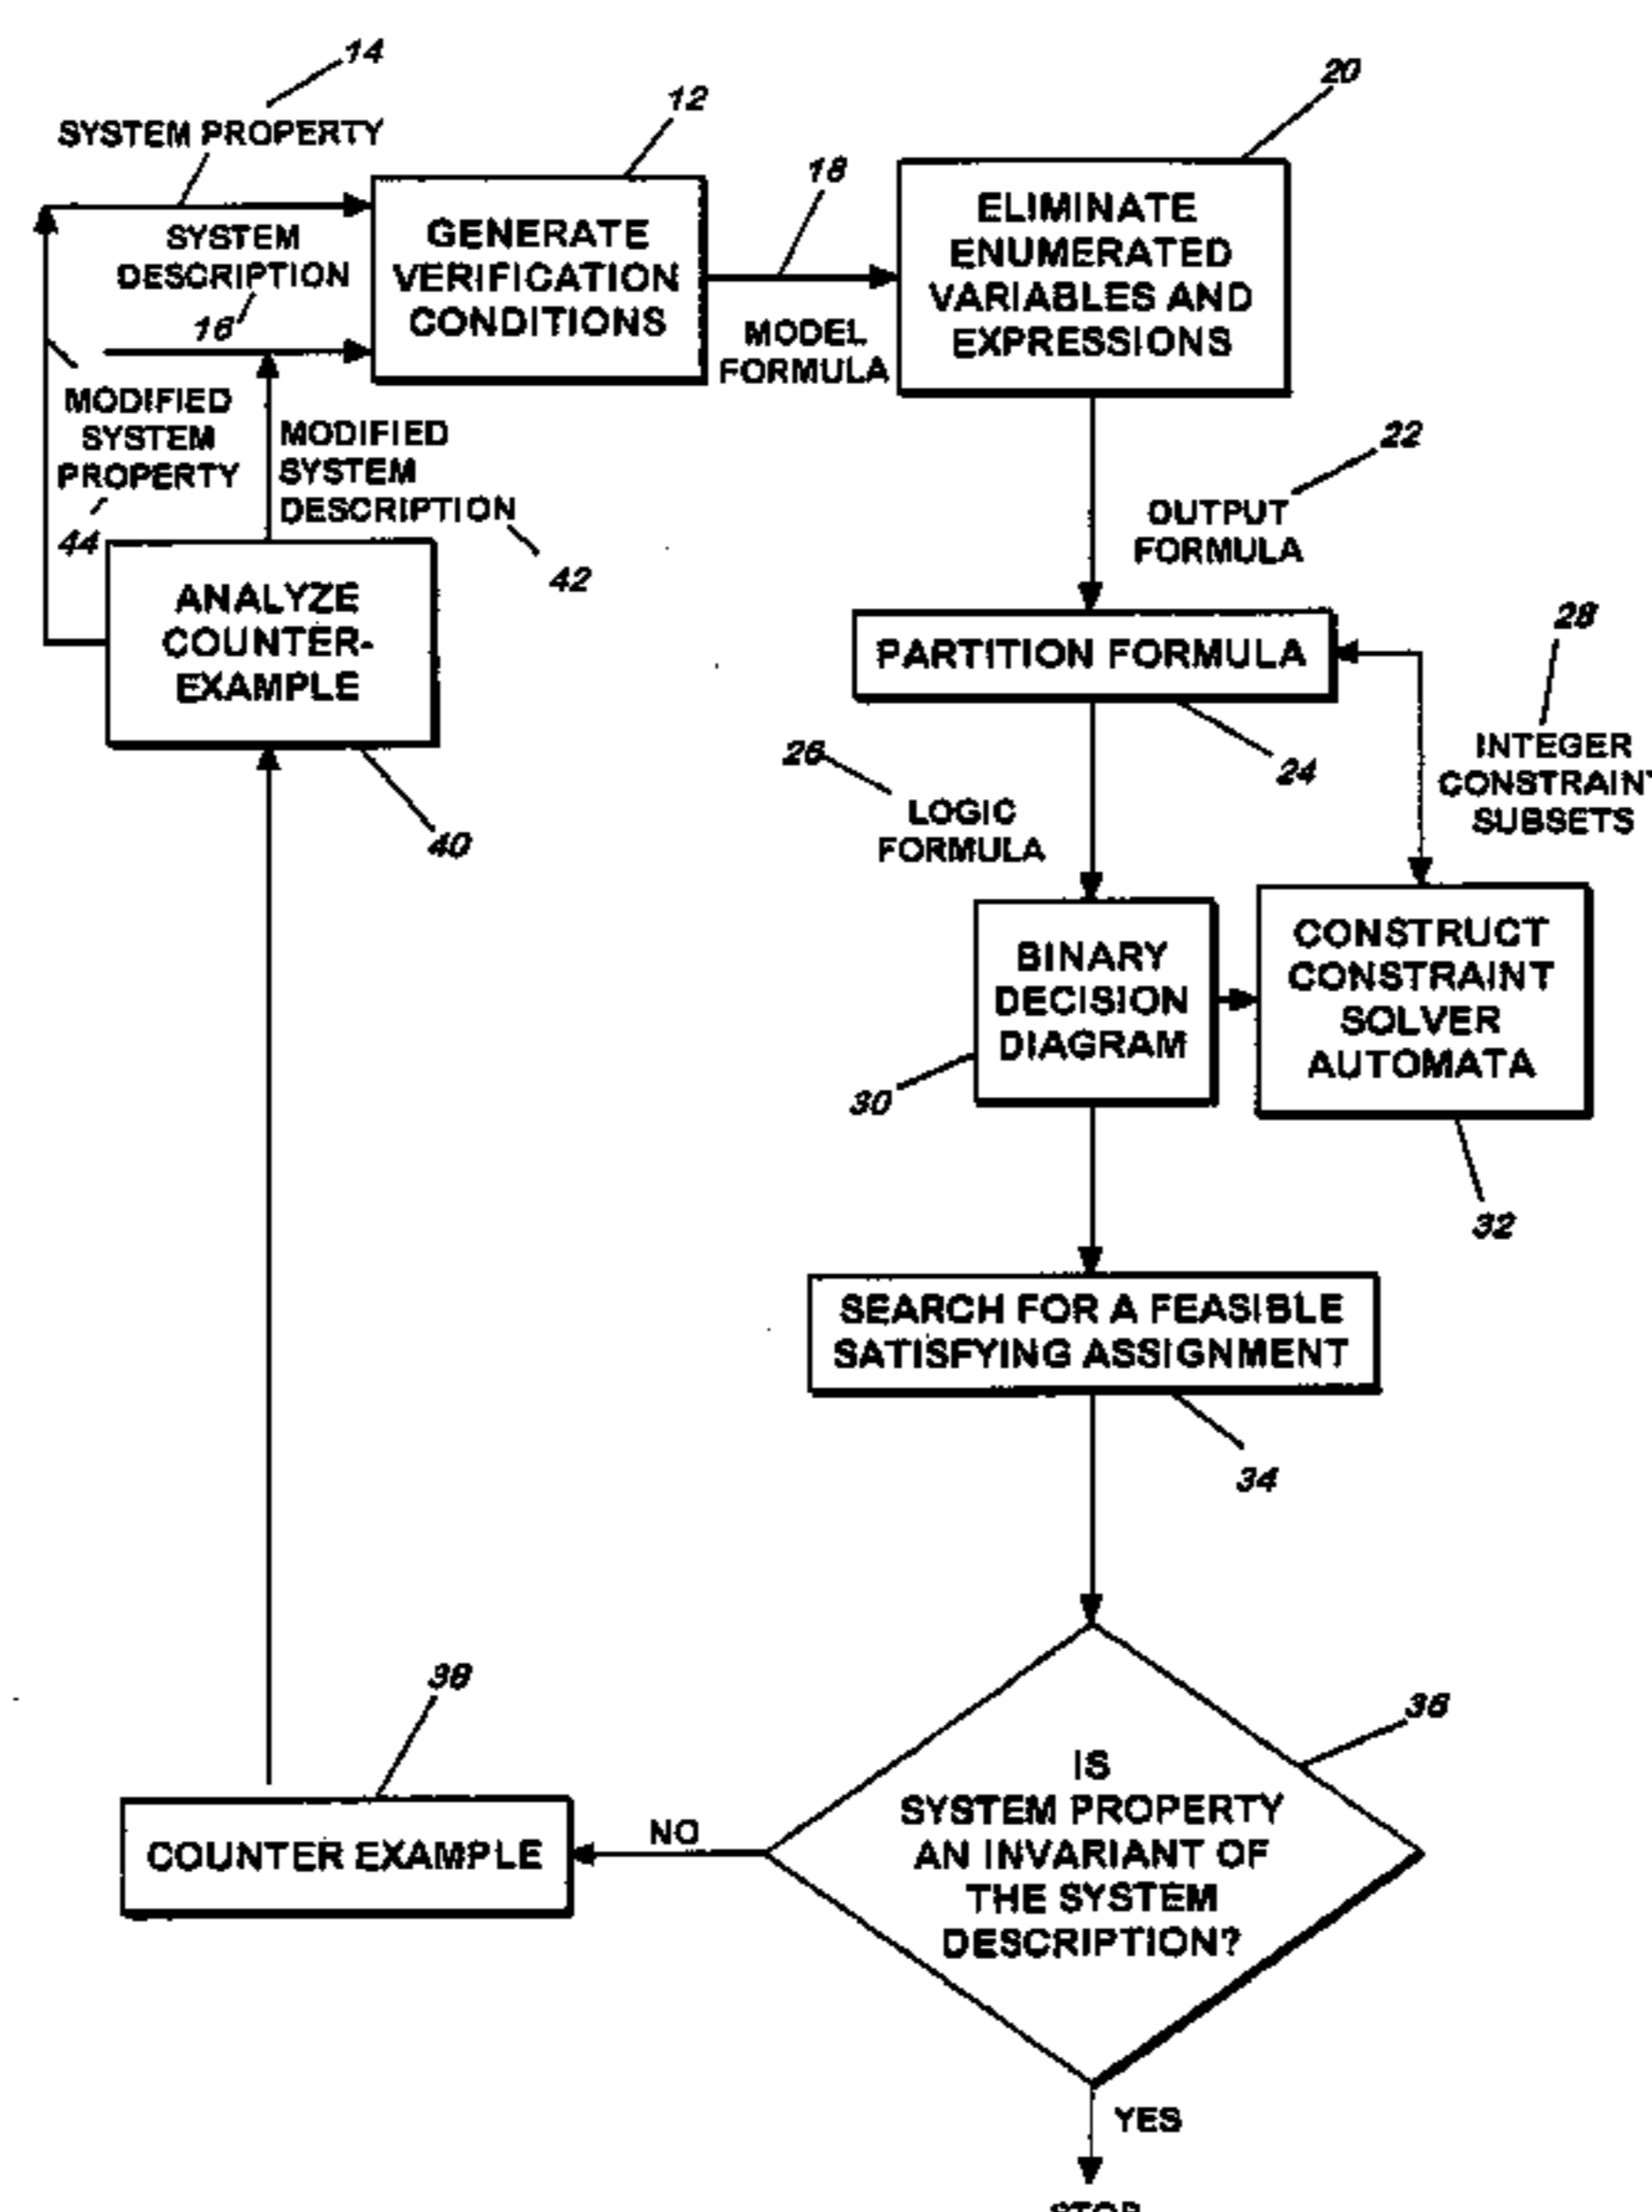 14
SYSTEM PROPERTY
12
20
18
GENERATE
VERIFICATION
CONDITIONS
SYSTEM
DESCRIPTION
16
MODEL
FORMULA
ELIMINATE
ENUMERATED
VARIABLES AND
EXPRESSIONS
MODIFIED
SYSTEM
PROPERTY
44
MODIFIED
SYSTEM
DESCRIPTION
42
22
OUTPUT
FORMULA
ANALYZE
COUNTER-
EXAMPLE
40
PARTITION FORMULA
24
28
INTEGER
CONSTRAINT
SUBSETS
26
LOGIC
FORMULA
BINARY
DECISION
DIAGRAM
30
CONSTRUCT
CONSTRAINT
SOLVER
AUTOMATA
32
SEARCH FOR A FEASIBLE
SATISFYING ASSIGNMENT
34
38
36
IS
SYSTEM PROPERTY
AN INVARIANT OF
THE SYSTEM
DESCRIPTION?
NO
COUNTER EXAMPLE
YES
STOP